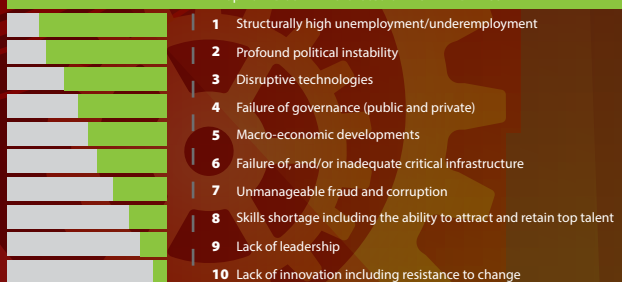 1 Structurally high unemployment/underemployment
2 Profound political instability
3 Disruptive technologies
4 Failure of governance (public and private)
5 Macro-economic developments
6 Failure of, and/or inadequate critical infrastructure
7 Unmanageable fraud and corruption
8 Skills shortage including the ability to attract and retain top talent
9 Lack of leadership
10 Lack of innovation including resistance to change